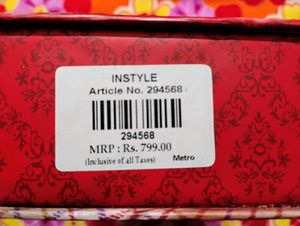 INSTYLE
Article No. 294568
294568
MRP : Rs. 799.00
(Inclusive of all Taxes) Metro